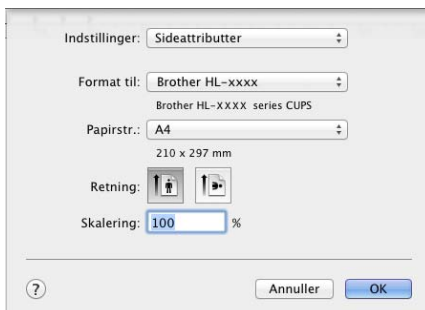 Indstillinger: Sideattributter
Format til: Brother HL-xxxx
Brother HL-XXXX series CUPS
Papirstr.: A4
210 x 297 mm
Retning:
Skalering: 100 %
? Annuller OK